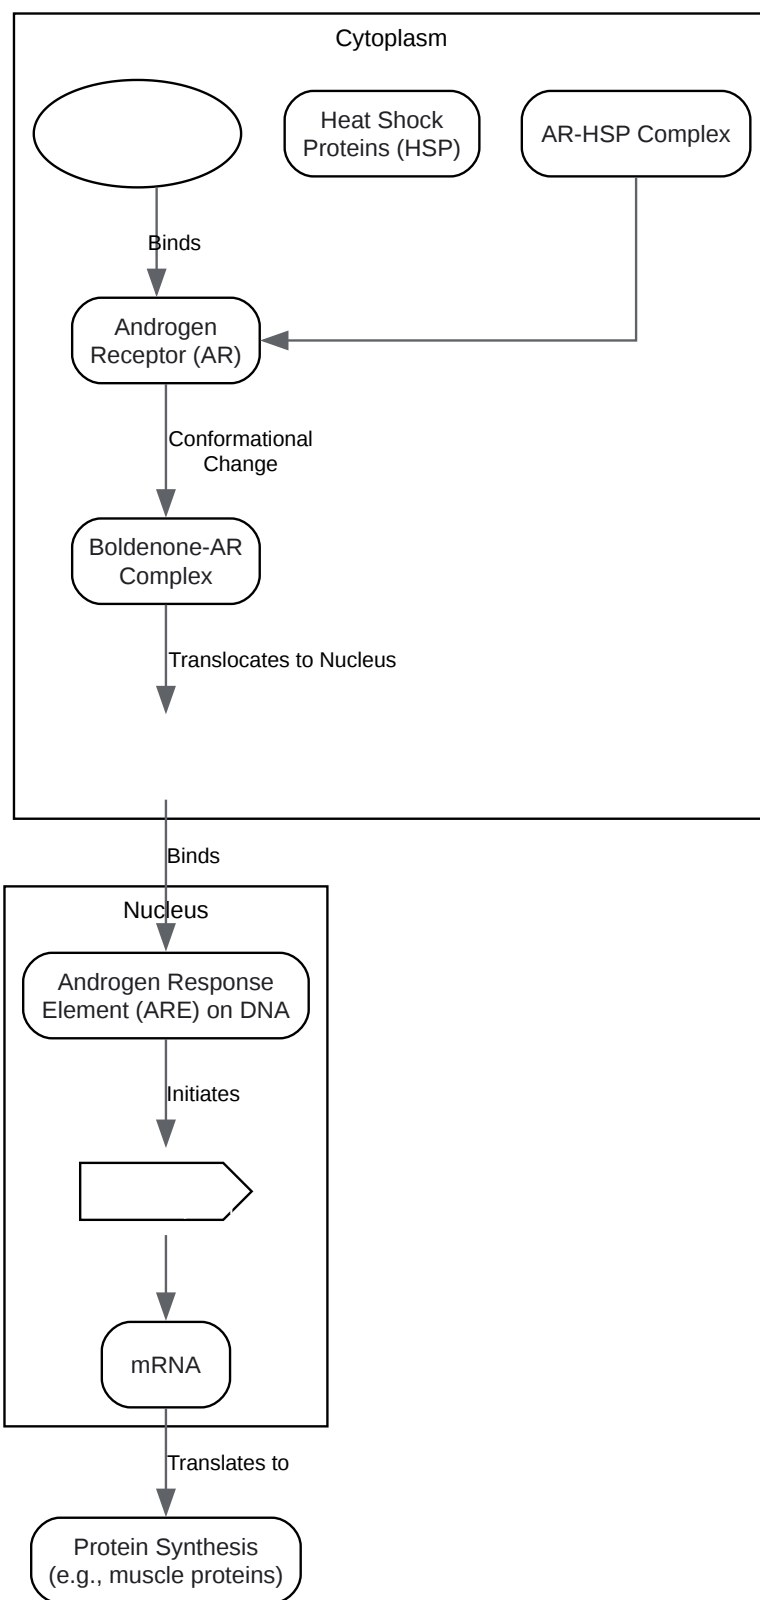 Cytoplasm
Heat Shock
Proteins (HSP)
AR-HSP Complex
Binds
Androgen
Receptor (AR)
Conformational
Change
Boldenone-AR
Complex
Translocates to Nucleus
Binds
Nucleus
Androgen Response
Element (ARE) on DNA
Initiates
mRNA
Translates to
Protein Synthesis
(e.g., muscle proteins)